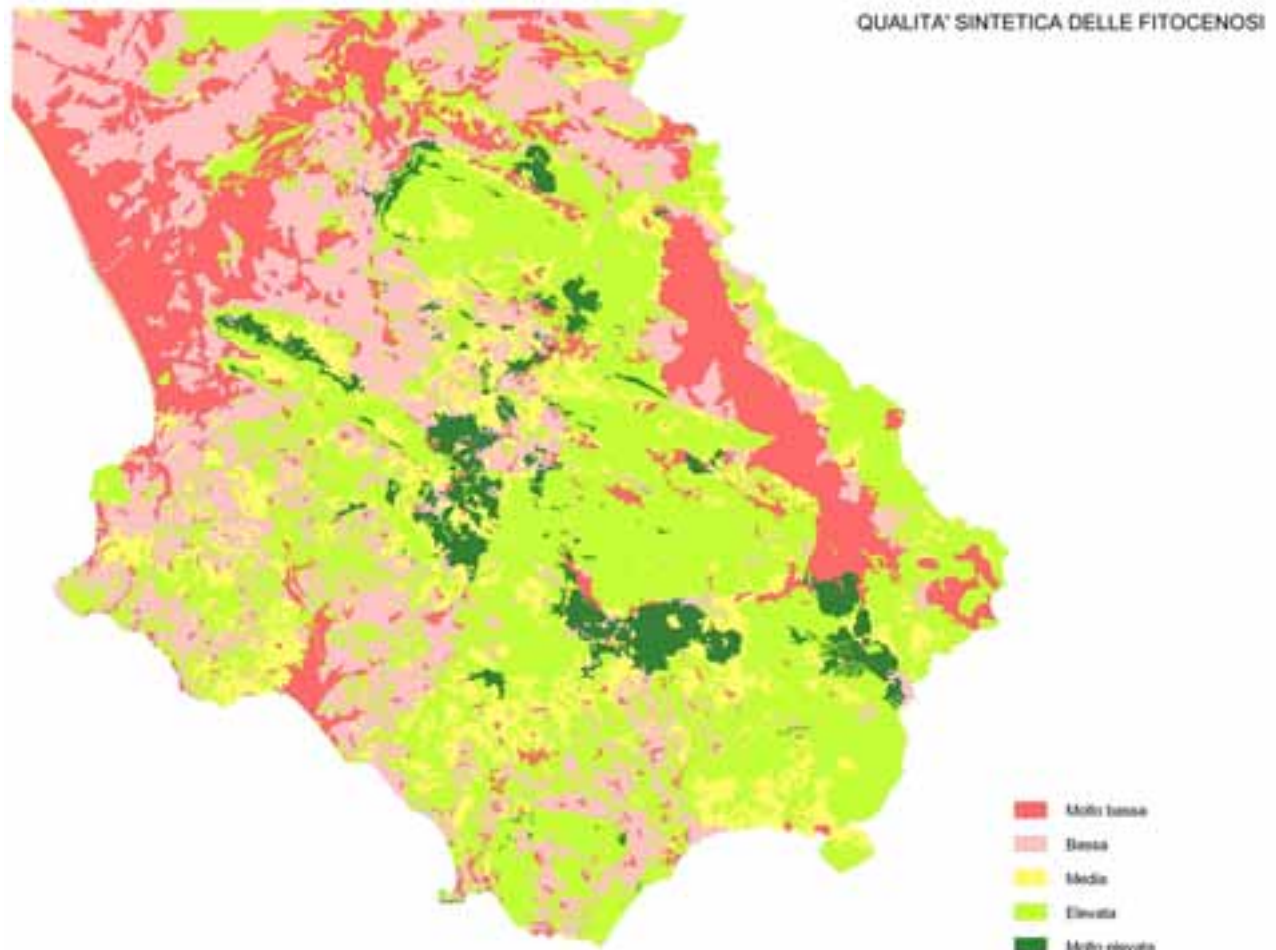 QUALITA' SINTETICA DELLE FITOCENOSI
Molto bassa
Bassa
Media
Elevata
Molto elevata